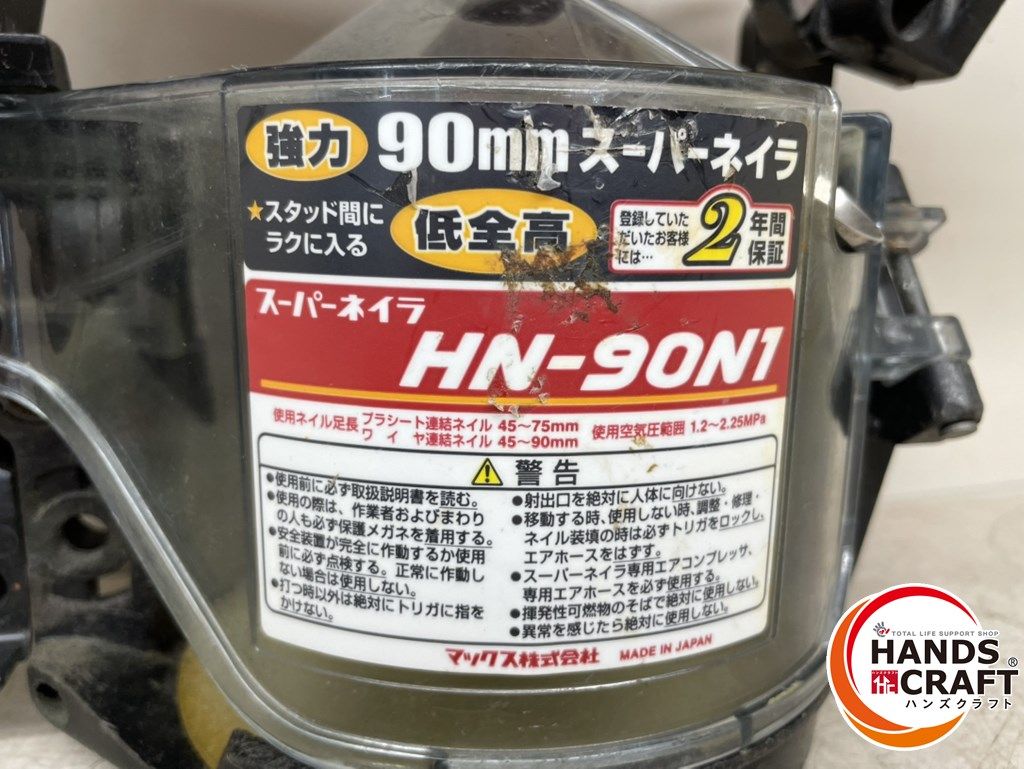 強力 90mmスーパーネイラ
★スタッド間に
ラクに入る
低全高
登録していた
だいたお客様
には…
2年間
保証
スーパーネイラ
HN-90N1
使用ネイル足長 プラシート連結ネイル 45～75mm
ワイヤ連結ネイル 45～90mm
使用空気圧範囲 1.2～2.25MPa
警告
●使用前に必ず取扱説明書を読む。
●使用の際は、作業者およびまわり
の人も必ず保護メガネを着用する。
●安全装置が完全に作動するか使用
前に必ず点検する。正常に作動し
ない場合は使用しない。
●打つ時以外は絶対にトリガに指を
かけない。
●射出口を絶対に人体に向けない。
●移動する時、使用しない時、調整・修理・
ネイル装填の時は必ずトリガをロックし、
エアホースをはずす。
●スーパーネイラ専用エアコンプレッサ、
専用エアホースを必ず使用する。
●揮発性可燃物のそばで絶対に使用しない。
●異常を感じたら絶対に使用しない。
マックス株式会社 MADE IN JAPAN
TOTAL LIFE SUPPORT SHOP
HANDS
CRAFT®
ハンズクラフト